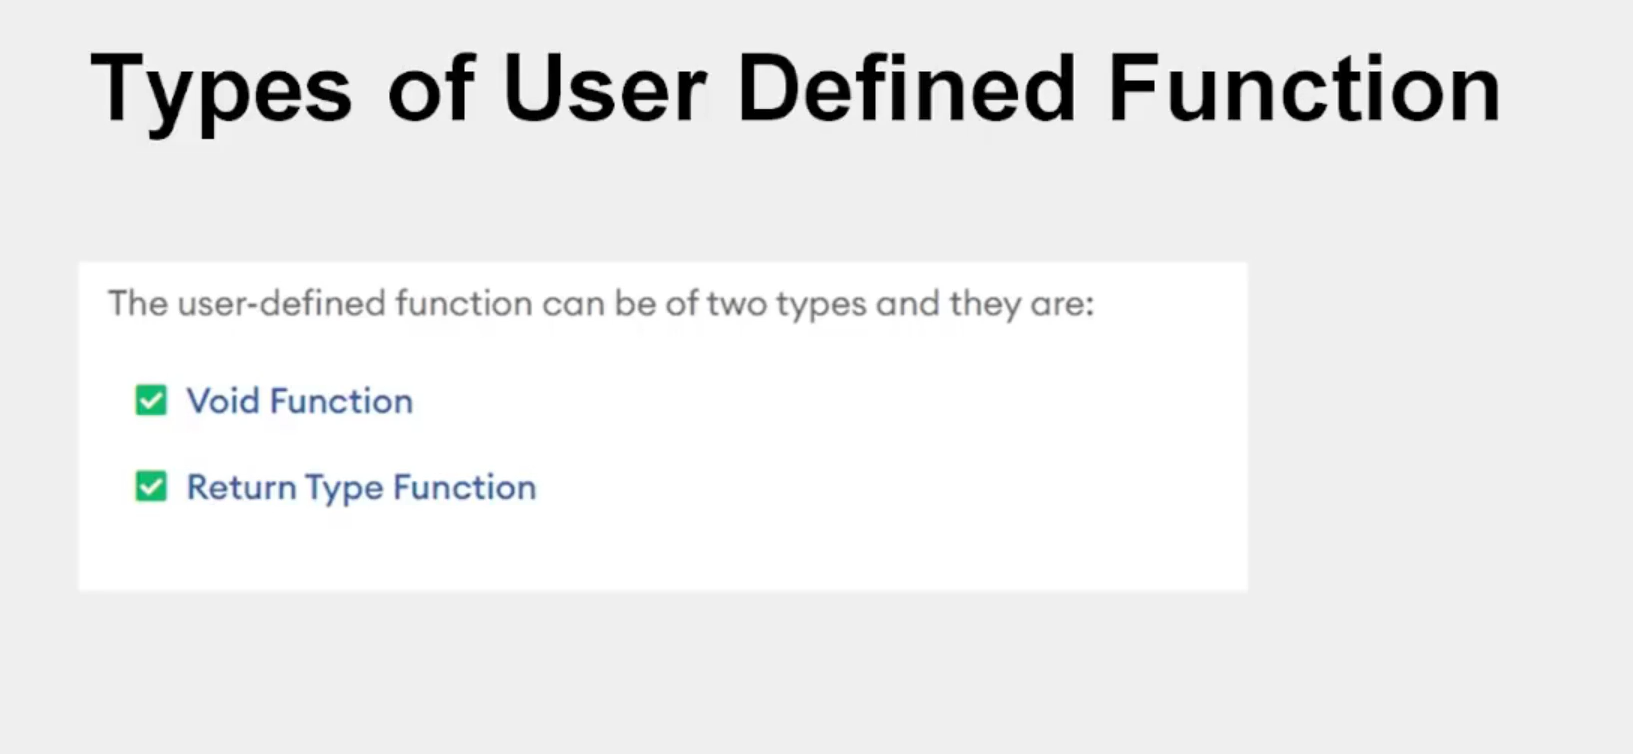 Types of User Defined Function
The user-defined function can be of two types and they are:
Void Function
Return Type Function